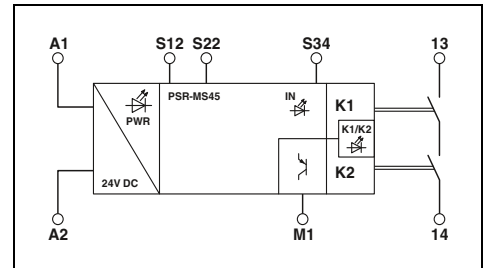 A1 S12 S22 S34 13
PSR-MS45 IN K1
PWR K1/K2
24V DC K2
A2 M1 14